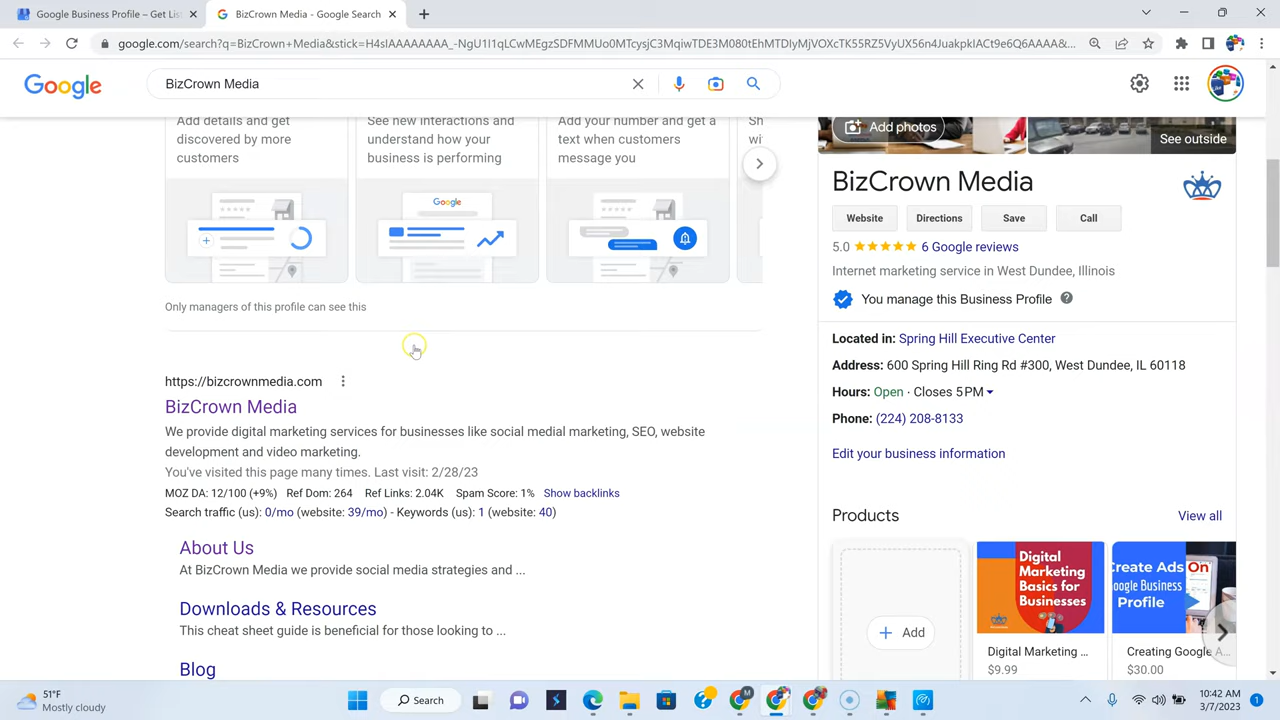 Google Business Profile – Get List
BizCrown Media - Google Search
google.com/search?q=BizCrown+Media&stick=H4sIAAAAAAAA_-NgU1I1qLCwMEgzSDFMMUo0MTcysjC3MqiwTDE3M080tEhMTDIyMjVOXcTK55RZ5VyUX56n4JuakpkIACt9e6Q6AAAA&...
Google
BizCrown Media
Add details and get
discovered by more
customers
See new interactions and
understand how your
business is performing
Add your number and get a
text when customers
message you
Sh
wi
Google
Only managers of this profile can see this
https://bizcrownmedia.com
BizCrown Media
We provide digital marketing services for businesses like social medial marketing, SEO, website
development and video marketing.
You've visited this page many times. Last visit: 2/28/23
MOZ DA: 12/100 (+9%) Ref Dom: 264 Ref Links: 2.04K Spam Score: 1% Show backlinks
Search traffic (us): 0/mo (website: 39/mo) - Keywords (us): 1 (website: 40)
About Us
At BizCrown Media we provide social media strategies and ...
Downloads & Resources
This cheat sheet guide is beneficial for those looking to ...
Blog
Add photos
See outside
BizCrown Media
Website Directions Save Call
5.0 6 Google reviews
Internet marketing service in West Dundee, Illinois
You manage this Business Profile
Located in: Spring Hill Executive Center
Address: 600 Spring Hill Ring Rd #300, West Dundee, IL 60118
Hours: Open · Closes 5 PM
Phone: (224) 208-8133
Edit your business information
Products
View all
Add
Digital
Marketing
Basics for
Businesses
Digital Marketing ...
$9.99
Create Ads On
oogle Business
Profile
Creating Google A...
$30.00
51°F
Mostly cloudy
Search
10:42 AM
3/7/2023